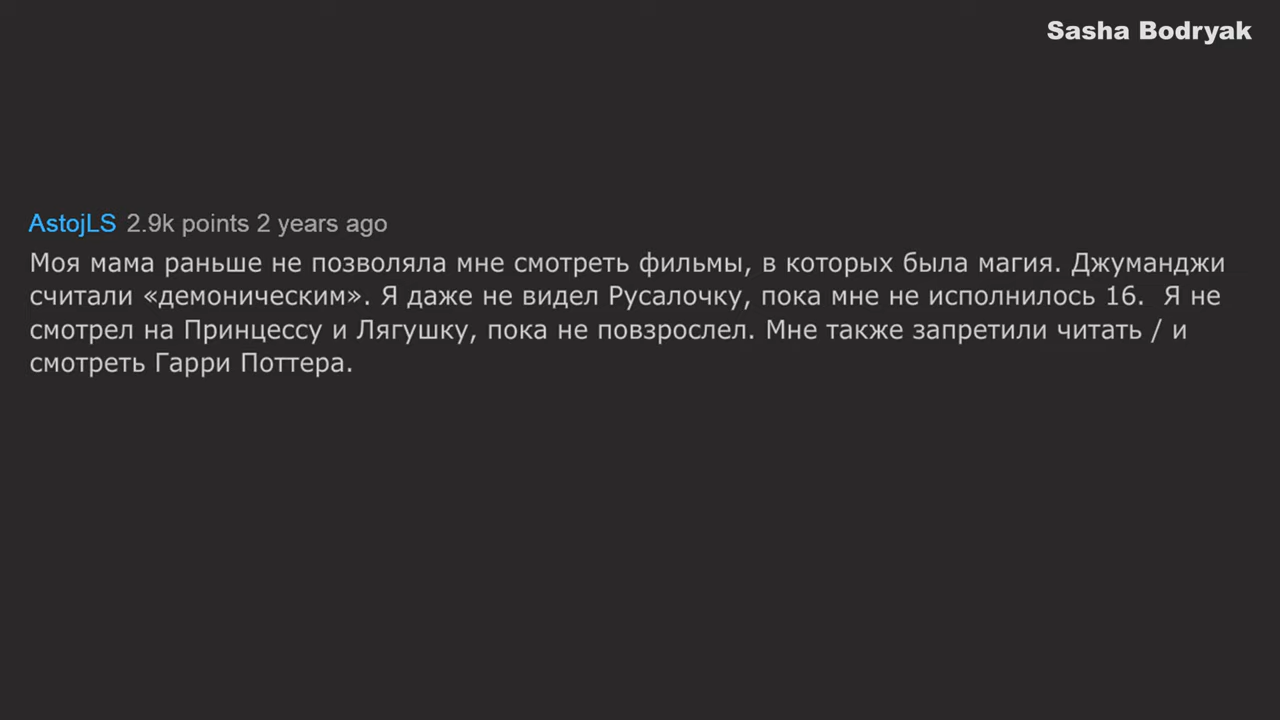 Sasha Bodryak
AstojLS 2.9k points 2 years ago
Моя мама раньше не позволяла мне смотреть фильмы, в которых была магия. Джуманджи
считали «демоническим». Я даже не видел Русалочку, пока мне не исполнилось 16.  Я не
смотрел на Принцессу и Лягушку, пока не повзрослел. Мне также запретили читать / и
смотреть Гарри Поттера.